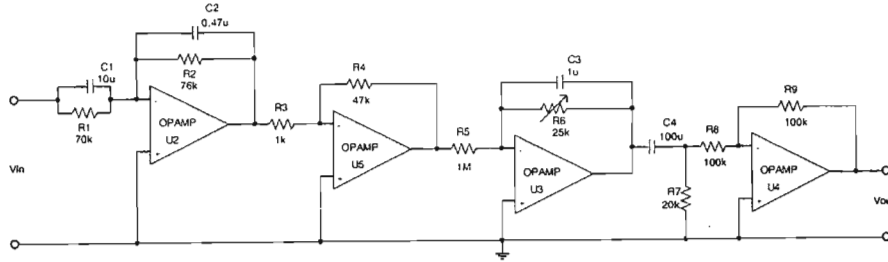 C2
0.47u
R2
76k
C1
10u
R1
70k
-
+
OPAMP
U2
R3
1k
R4
47k
-
+
OPAMP
U5
R5
1M
C3
1u
R6
25k
-
+
OPAMP
U3
C4
100u
R7
20k
R8
100k
R9
100k
-
+
OPAMP
U4
Vin